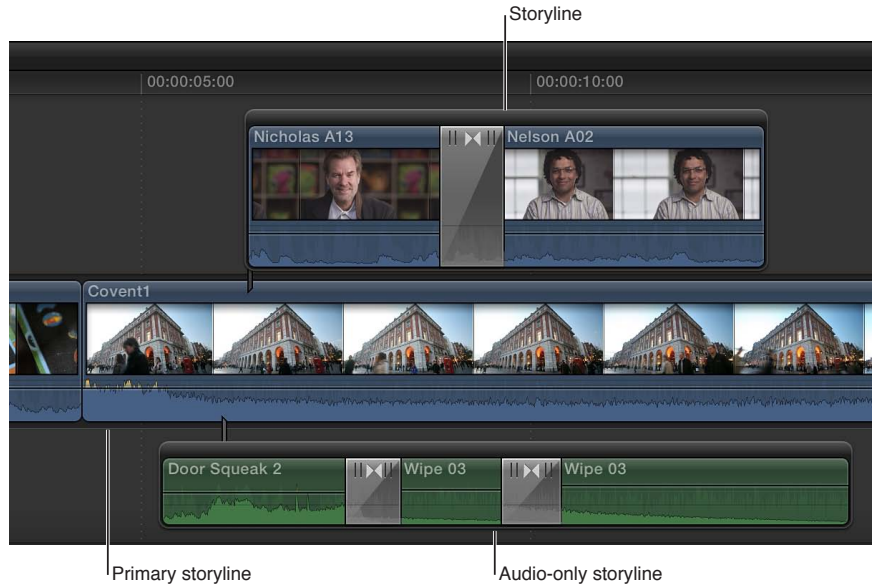 Storyline
00:00:05:00
00:00:10:00
Nicholas A13
Nelson A02
Covent1
Door Squeak 2
Wipe 03
Wipe 03
Primary storyline
Audio-only storyline